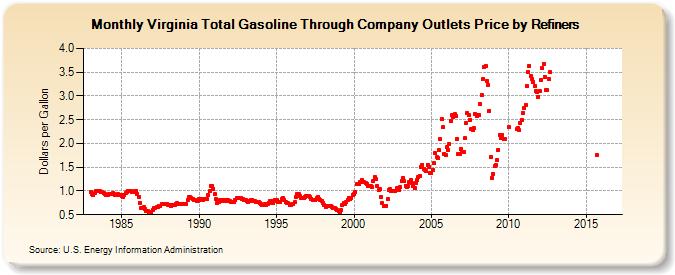 Monthly Virginia Total Gasoline Through Company Outlets Price by Refiners
Dollars per Gallon
4.0
3.5
3.0
2.5
2.0
1.5
1.0
0.5
1985 1990 1995 2000 2005 2010 2015
Source: U.S. Energy Information Administration